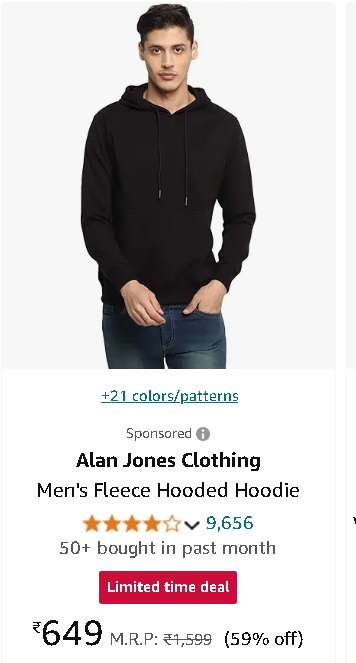 +21 colors/patterns
Sponsored
Alan Jones Clothing
Men's Fleece Hooded Hoodie
9,656
50+ bought in past month
Limited time deal
₹649 M.R.P: ₹1,599 (59% off)